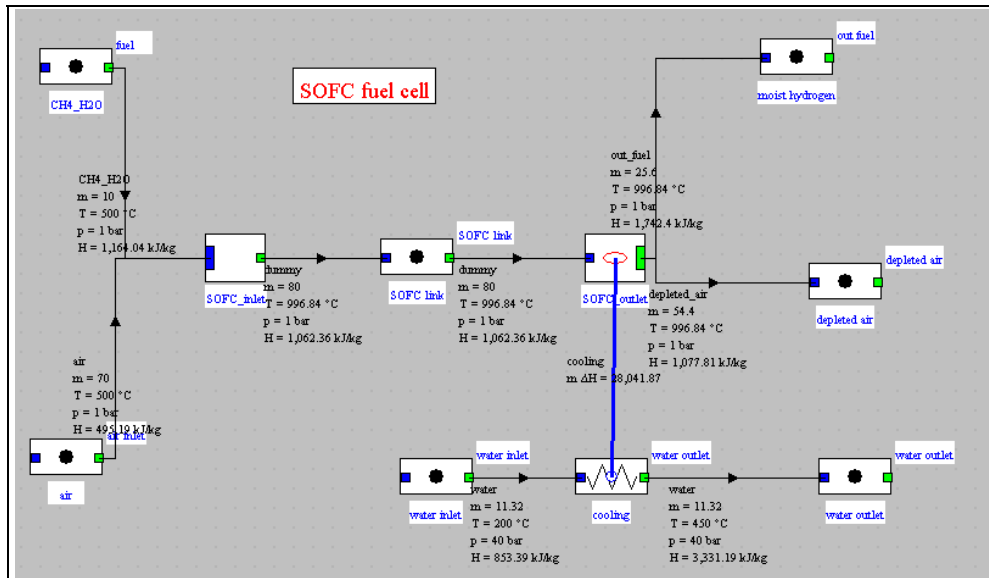 fuel
CH4_H2O
SOFC fuel cell
out fuel
moist hydrogen
CH4_H2O
m = 10
T = 500 °C
p = 1 bar
H = 1,164.04 kJ/kg
out_fuel
m = 25.6
T = 996.84 °C
p = 1 bar
H = 1,742.4 kJ/kg
SOFC_inlet
dummy
m = 80
T = 996.84 °C
p = 1 bar
H = 1,062.36 kJ/kg
SOFC link
SOFC link
dummy
m = 80
T = 996.84 °C
p = 1 bar
H = 1,062.36 kJ/kg
SOFC_outlet
depleted_air
m = 54.4
T = 996.84 °C
p = 1 bar
H = 1,077.81 kJ/kg
depleted air
depleted air
cooling
m ΔH = 28,041.87
air
m = 70
T = 500 °C
p = 1 bar
H = 495.19 kJ/kg
air inlet
air
water inlet
water inlet
water
m = 11.32
T = 200 °C
p = 40 bar
H = 853.39 kJ/kg
water outlet
cooling
water
m = 11.32
T = 450 °C
p = 40 bar
H = 3,331.19 kJ/kg
water outlet
water outlet